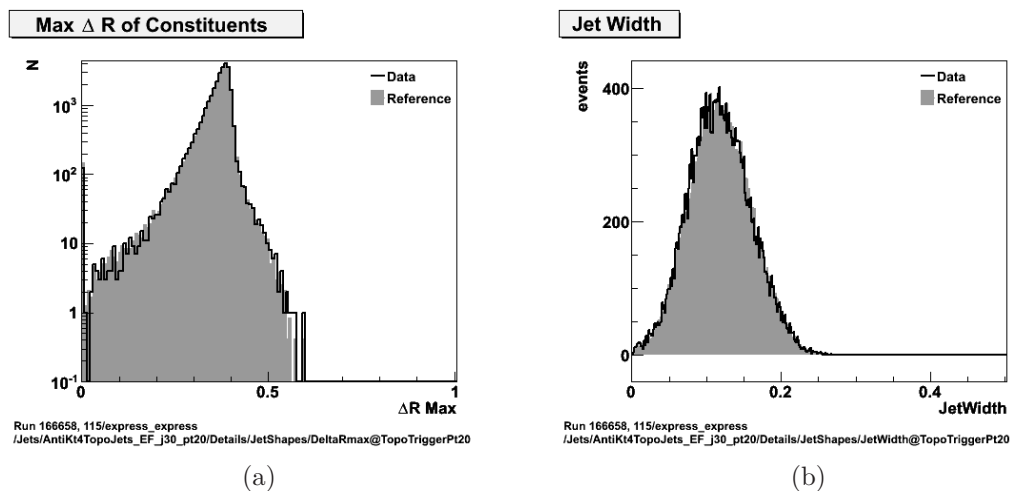 Max Δ R of Constituents
N
Data
Reference
10³
10²
10
1
10⁻¹
0
0.5
1
ΔR Max
Run 166658, 115/express_express
/Jets/AntiKt4TopoJets_EF_j30_pt20/Details/JetShapes/DeltaRmax@TopoTriggerPt20
(a)
Jet Width
events
Data
Reference
400
200
0
0
0.2
0.4
JetWidth
Run 166658, 115/express_express
/Jets/AntiKt4TopoJets_EF_j30_pt20/Details/JetShapes/JetWidth@TopoTriggerPt20
(b)